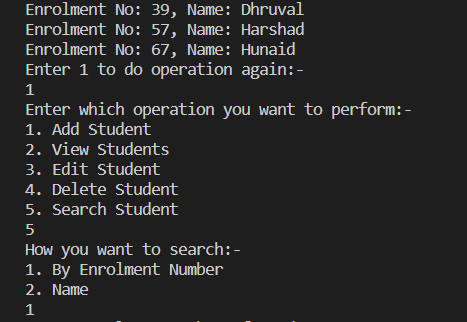 Enrolment No: 39, Name: Dhruval
Enrolment No: 57, Name: Harshad
Enrolment No: 67, Name: Hunaid
Enter 1 to do operation again:-
1
Enter which operation you want to perform:-
1. Add Student
2. View Students
3. Edit Student
4. Delete Student
5. Search Student
5
How you want to search:-
1. By Enrolment Number
2. Name
1